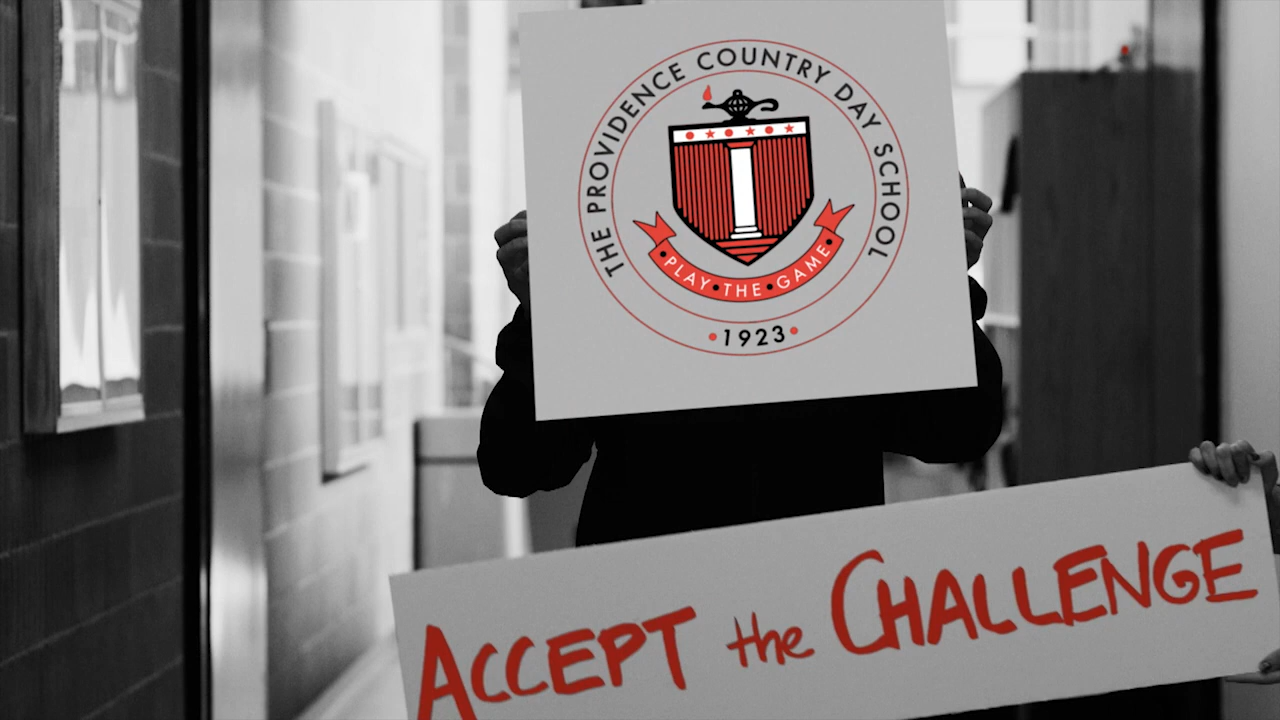 THE PROVIDENCE COUNTRY DAY SCHOOL
PLAY•THE•GAME
•1923•
ACCEPT the CHALLENGE